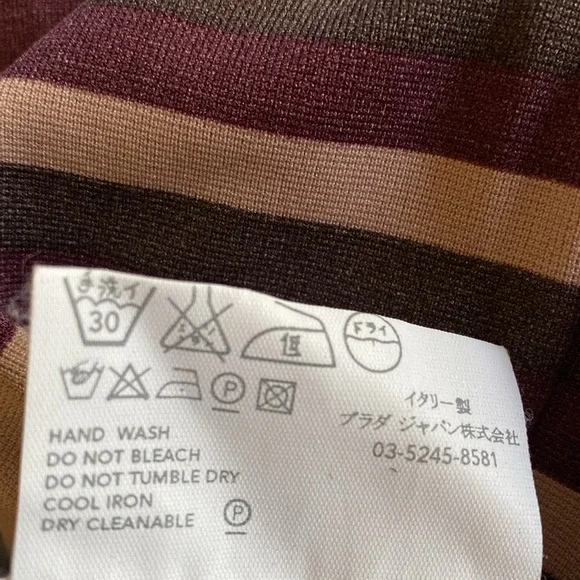 手洗イ
30
低
ドライ
P
イタリー製
プラダ ジャパン株式会社
03-5245-8581
HAND WASH
DO NOT BLEACH
DO NOT TUMBLE DRY
COOL IRON
DRY CLEANABLE P